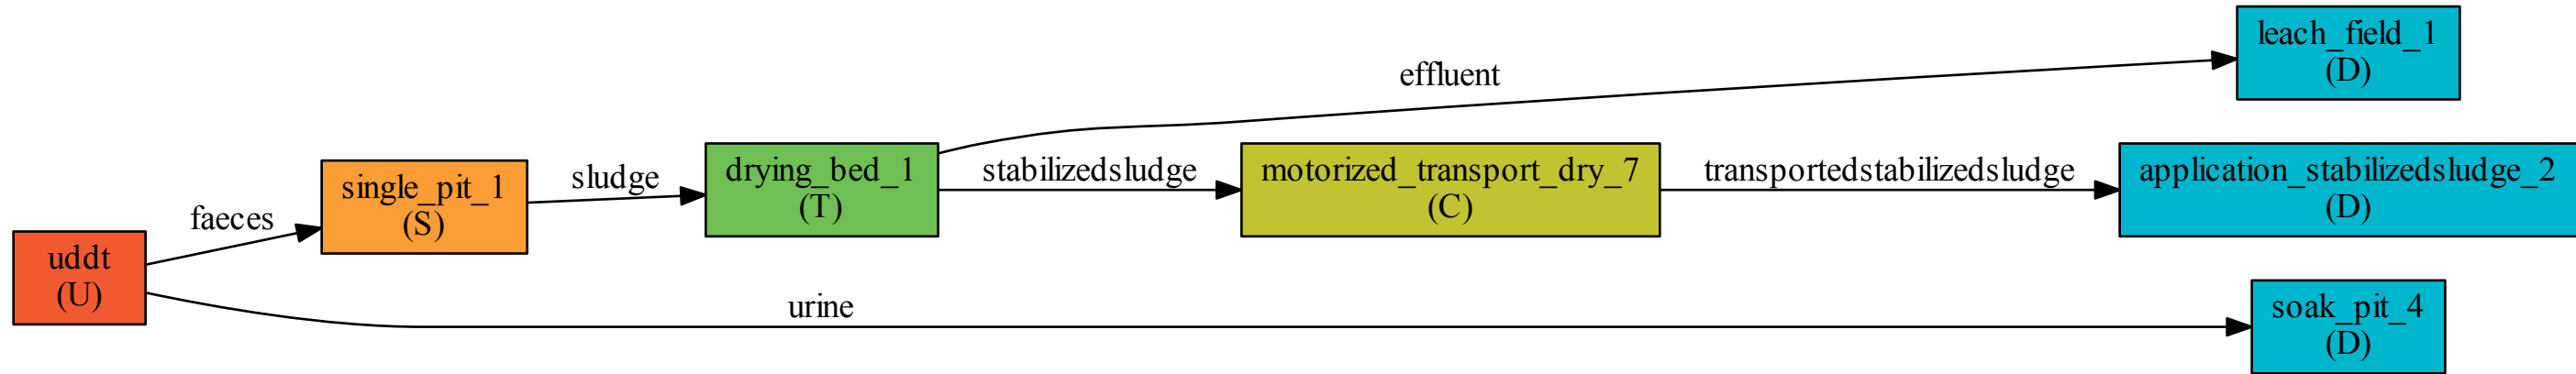 uddt
(U)
faeces
urine
single_pit_1
(S)
sludge
drying_bed_1
(T)
effluent
stabilizedsludge
motorized_transport_dry_7
(C)
transportedstabilizedsludge
leach_field_1
(D)
application_stabilizedsludge_2
(D)
soak_pit_4
(D)